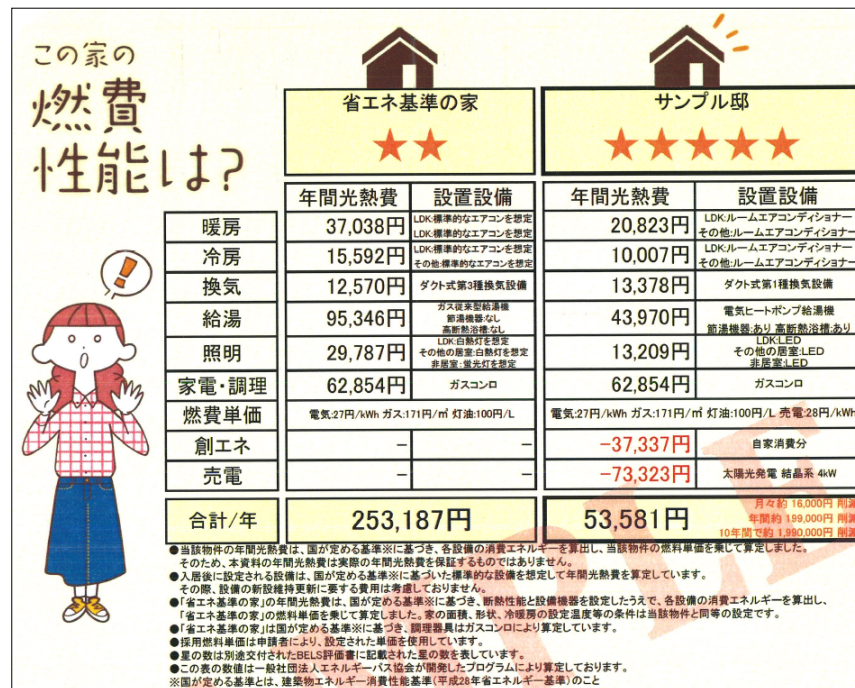 この家の
燃費
性能は?
省エネ基準の家
★★
サンプル邸
★★★★★
年間光熱費 設置設備 年間光熱費 設置設備
暖房 37,038円 LDK:標準的なエアコンを想定 LDK:標準的なエアコンを想定 20,823円 LDK:ルームエアコンディショナー その他:ルームエアコンディショナー
冷房 15,592円 LDK:標準的なエアコンを想定 その他:標準的なエアコンを想定 10,007円 LDK:ルームエアコンディショナー その他:ルームエアコンディショナー
換気 12,570円 ダクト式第3種換気設備 13,378円 ダクト式第1種換気設備
給湯 95,346円 ガス従来型給湯機 節湯機器:なし 高断熱浴槽:なし 43,970円 電気ヒートポンプ給湯機 節湯機器:あり 高断熱浴槽:あり
照明 29,787円 LDK:白熱灯を想定 その他の居室:白熱灯を想定 非居室:蛍光灯を想定 13,209円 LDK:LED その他の居室:LED 非居室:LED
家電・調理 62,854円 ガスコンロ 62,854円 ガスコンロ
燃費単価 電気:27円/kWh ガス:171円/㎥ 灯油:100円/L 電気:27円/kWh ガス:171円/㎥ 灯油:100円/L 売電:28円/kWh
創エネ − − −37,337円 自家消費分
売電 − − −73,323円 太陽光発電 結晶系 4kW
合計/年 253,187円 53,581円
月々約 16,000円 削減
年間約 199,000円 削減
10年間で約 1,990,000円 削減
●当該物件の年間光熱費は、国が定める基準※に基づき、各設備の消費エネルギーを算出し、当該物件の燃料単価を乗じて算定しました。
そのため、本資料の年間光熱費は実際の年間光熱費を保証するものではありません。
●入居後に設定される設備は、国が定める基準※に基づいた標準的な設備を想定して年間光熱費を算定しています。
その際、設備の新設維持更新に要する費用は考慮しておりません。
●「省エネ基準の家」の年間光熱費は、国が定める基準※に基づき、断熱性能と設備機器を設定したうえで、各設備の消費エネルギーを算出し、
「省エネ基準の家」の燃料単価を乗じて算定しました。家の面積、形状、冷暖房の設定温度等の条件は当該物件と同等の設定です。
●「省エネ基準の家」は国が定める基準※に基づき、調理器具はガスコンロにより算定しています。
●採用燃料単価は申請者により、設定された単価を使用しています。
●星の数は別途交付されたBELS評価書に記載された星の数を表しています。
●この表の数値は一般社団法人エネルギーパス協会が開発したプログラムにより算定しております。
※国が定める基準とは、建築物エネルギー消費性能基準(平成28年省エネルギー基準)のこと